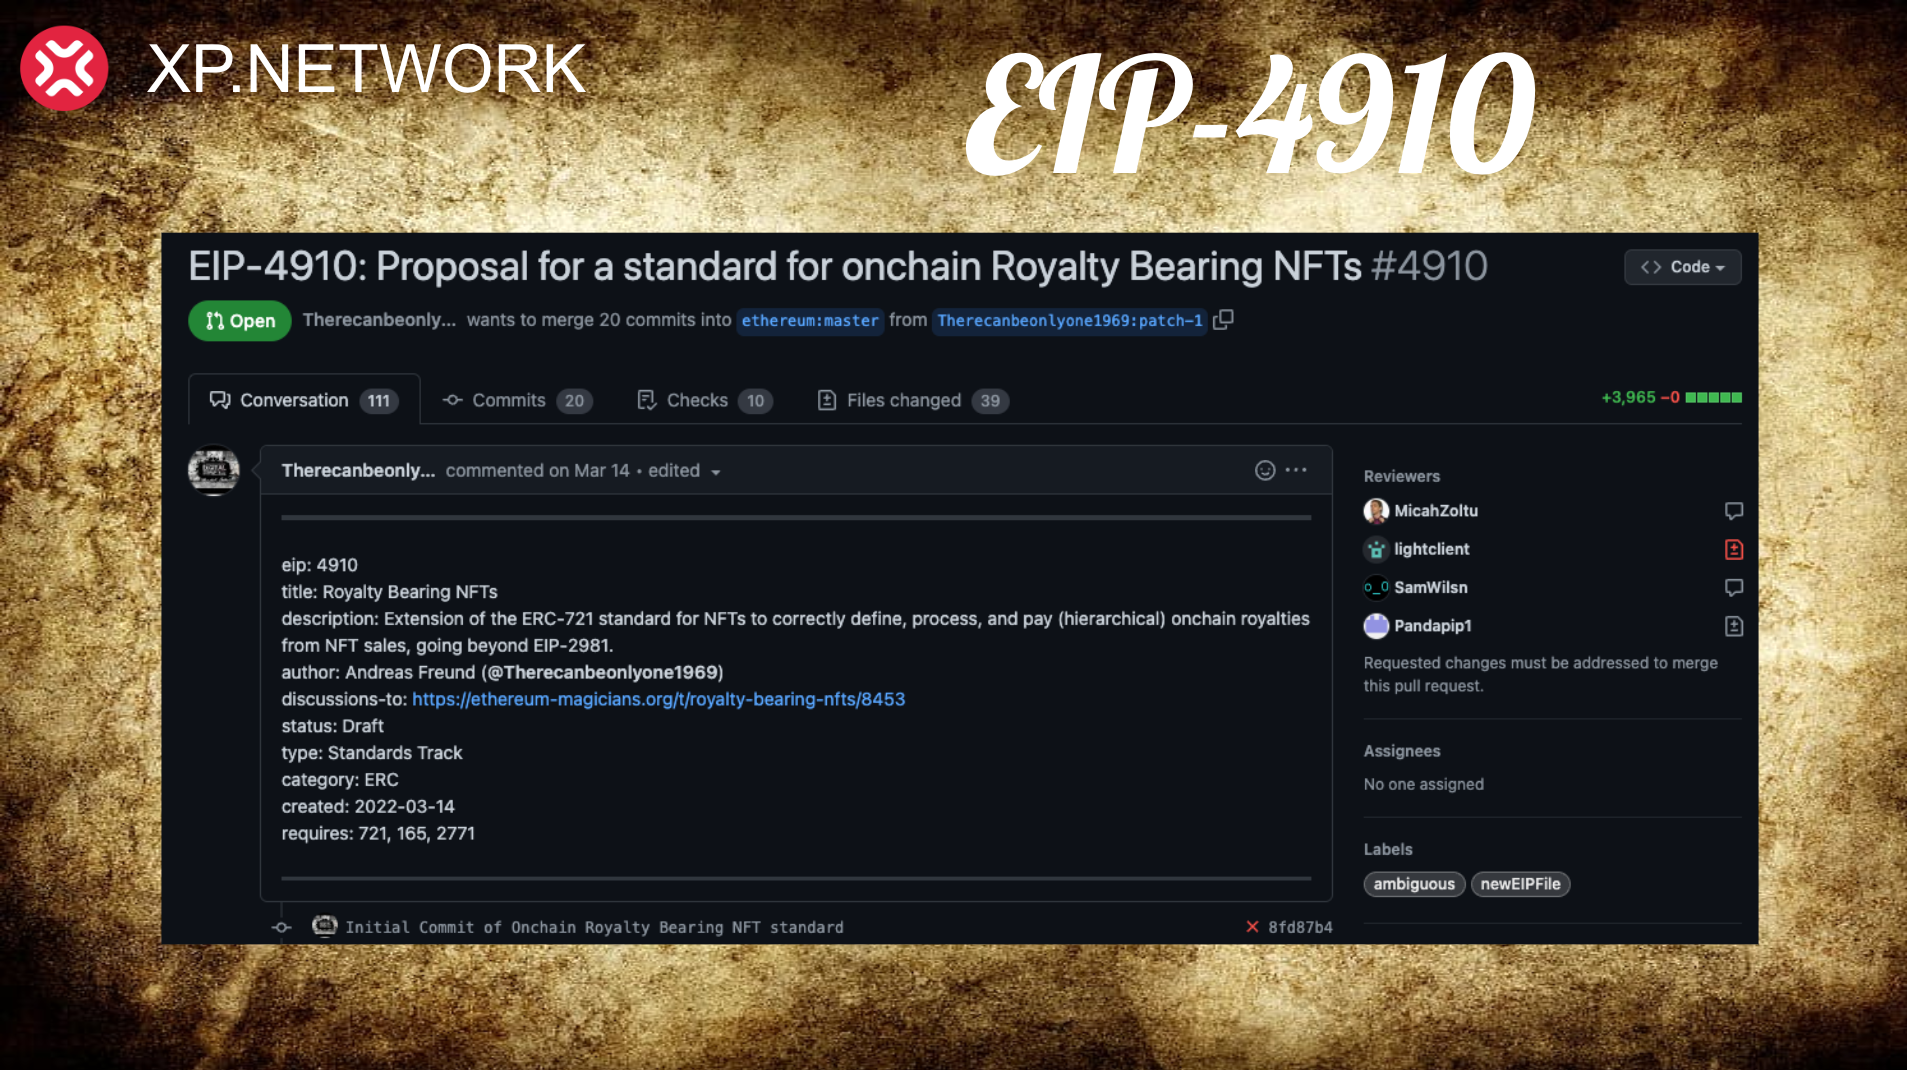 XP.NETWORK
EIP-4910
EIP-4910: Proposal for a standard for onchain Royalty Bearing NFTs #4910
<> Code
Open Therecanbeonly... wants to merge 20 commits into ethereum:master from Therecanbeonlyone1969:patch-1
Conversation 111 Commits 20 Checks 10 Files changed 39
+3,965 −0
Therecanbeonly... commented on Mar 14 • edited
eip: 4910
title: Royalty Bearing NFTs
description: Extension of the ERC-721 standard for NFTs to correctly define, process, and pay (hierarchical) onchain royalties
from NFT sales, going beyond EIP-2981.
author: Andreas Freund (@Therecanbeonlyone1969)
discussions-to: https://ethereum-magicians.org/t/royalty-bearing-nfts/8453
status: Draft
type: Standards Track
category: ERC
created: 2022-03-14
requires: 721, 165, 2771
Initial Commit of Onchain Royalty Bearing NFT standard 8fd87b4
Reviewers
MicahZoltu
lightclient
SamWilsn
Pandapip1
Requested changes must be addressed to merge
this pull request.
Assignees
No one assigned
Labels
ambiguous newEIPFile